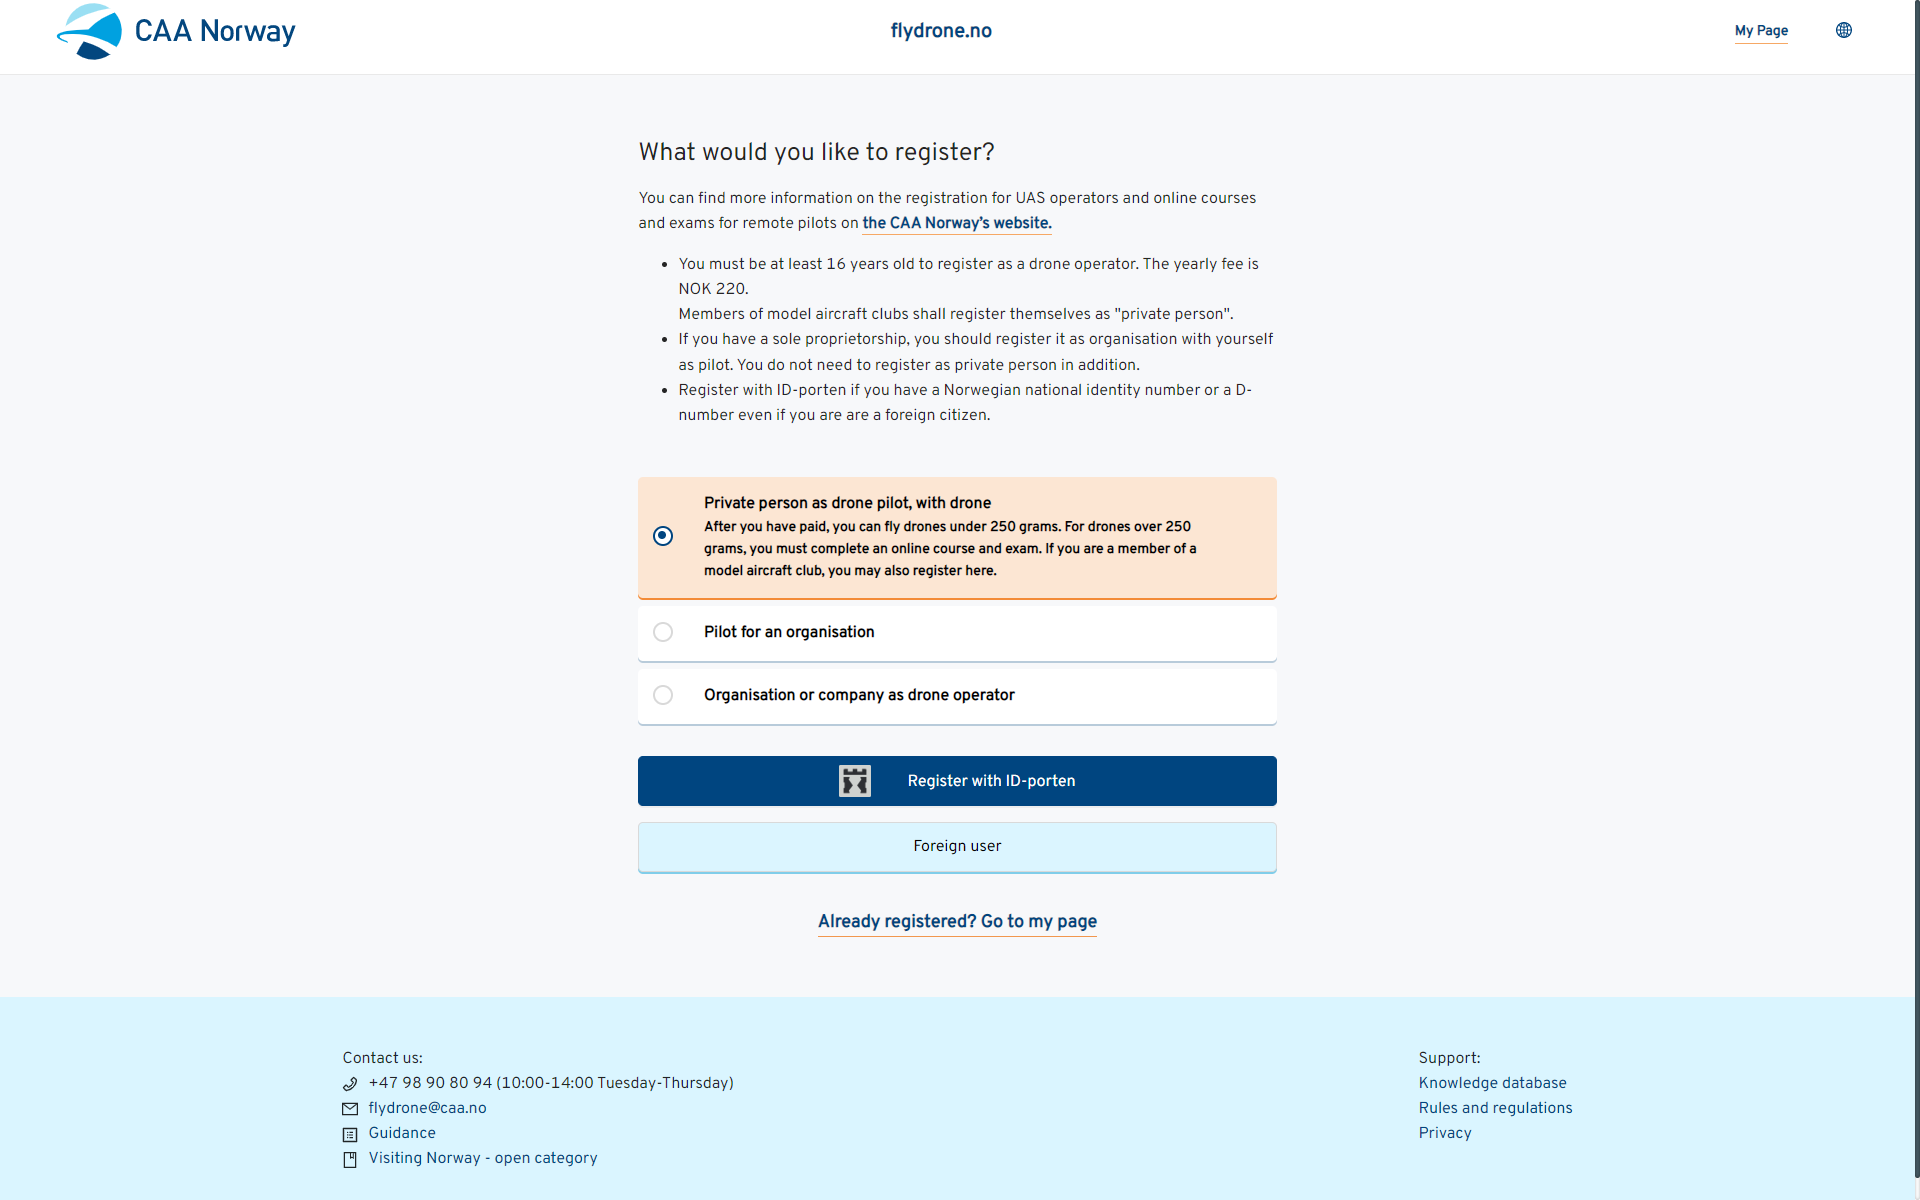 CAA Norway
flydrone.no
My Page
What would you like to register?
You can find more information on the registration for UAS operators and online courses
and exams for remote pilots on the CAA Norway’s website.
• You must be at least 16 years old to register as a drone operator. The yearly fee is
NOK 220.
Members of model aircraft clubs shall register themselves as "private person".
• If you have a sole proprietorship, you should register it as organisation with yourself
as pilot. You do not need to register as private person in addition.
• Register with ID-porten if you have a Norwegian national identity number or a D-
number even if you are are a foreign citizen.
Private person as drone pilot, with drone
After you have paid, you can fly drones under 250 grams. For drones over 250
grams, you must complete an online course and exam. If you are a member of a
model aircraft club, you may also register here.
Pilot for an organisation
Organisation or company as drone operator
Register with ID-porten
Foreign user
Already registered? Go to my page
Contact us:
+47 98 90 80 94 (10:00-14:00 Tuesday-Thursday)
flydrone@caa.no
Guidance
Visiting Norway - open category
Support:
Knowledge database
Rules and regulations
Privacy